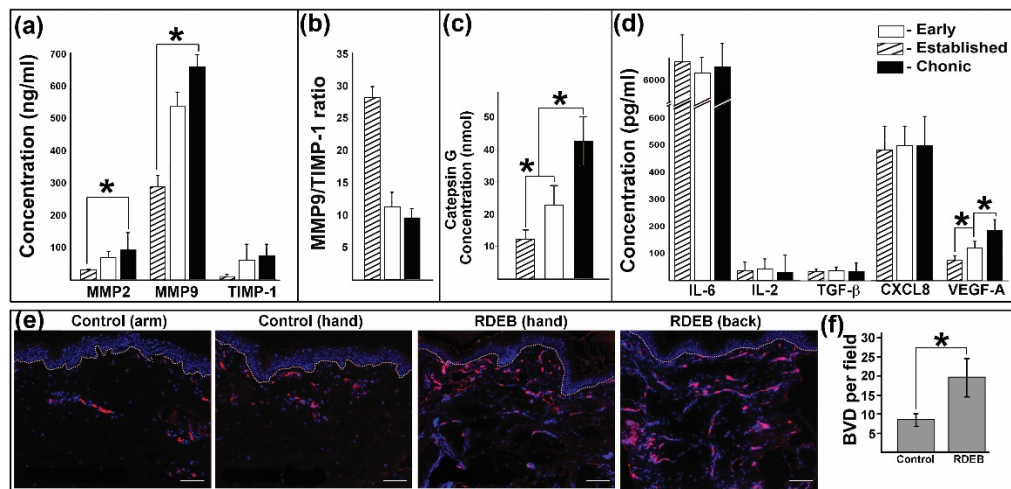 (a)
Concentration (ng/ml)
700
600
500
400
300
200
100
*
*
MMP2 MMP9 TIMP-1
(b)
MMP9/TIMP-1 ratio
35
30
25
20
15
10
5
(c)
Catepsin G
Concentration (nmol)
50
40
30
20
10
*
*
(d)
Concentration (pg/ml)
6000
500
400
300
200
100
*
*
- Early
- Established
- Chonic
IL-6 IL-2 TGF-β CXCL8 VEGF-A
(e)
Control (arm) Control (hand) RDEB (hand) RDEB (back)
(f)
BVD per field
30
25
20
15
10
5
*
Control RDEB